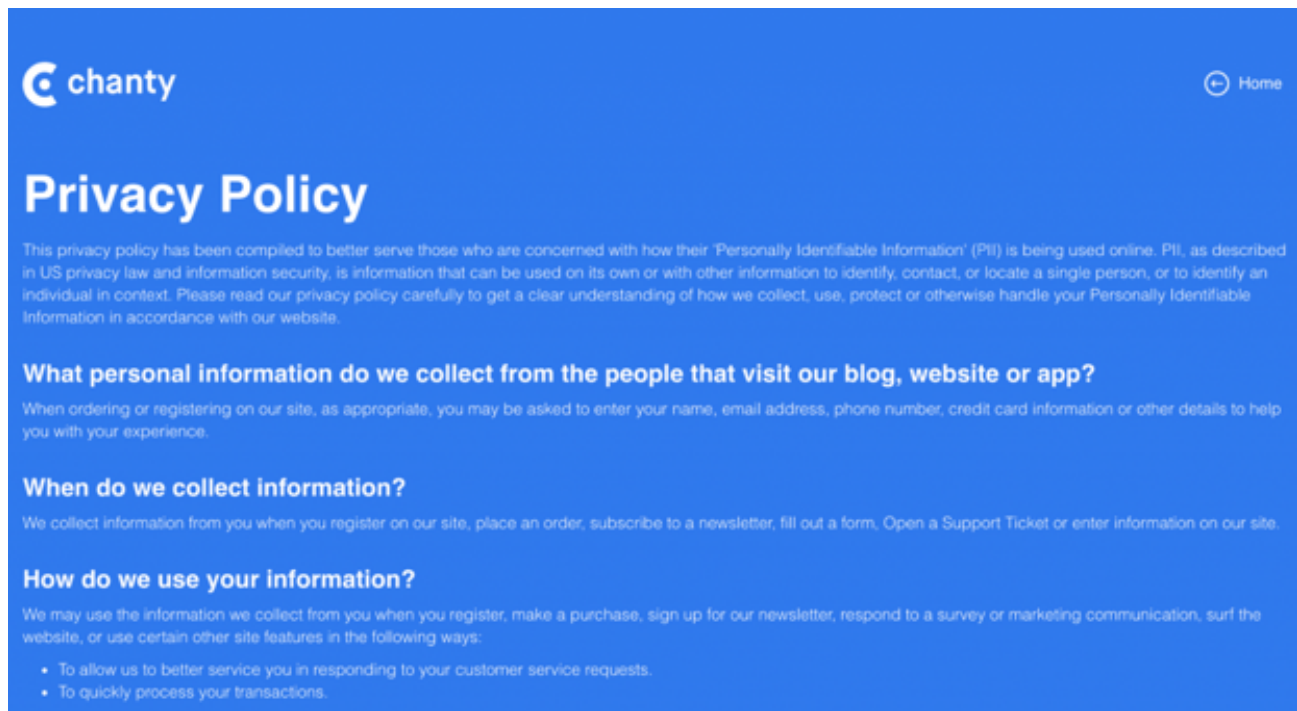 chanty
Home
Privacy Policy
This privacy policy has been compiled to better serve those who are concerned with how their 'Personally Identifiable Information' (PII) is being used online. PII, as described
in US privacy law and information security, is information that can be used on its own or with other information to identify, contact, or locate a single person, or to identify an
individual in context. Please read our privacy policy carefully to get a clear understanding of how we collect, use, protect or otherwise handle your Personally Identifiable
Information in accordance with our website.
What personal information do we collect from the people that visit our blog, website or app?
When ordering or registering on our site, as appropriate, you may be asked to enter your name, email address, phone number, credit card information or other details to help
you with your experience.
When do we collect information?
We collect information from you when you register on our site, place an order, subscribe to a newsletter, fill out a form, Open a Support Ticket or enter information on our site.
How do we use your information?
We may use the information we collect from you when you register, make a purchase, sign up for our newsletter, respond to a survey or marketing communication, surf the
website, or use certain other site features in the following ways:
• To allow us to better service you in responding to your customer service requests.
• To quickly process your transactions.